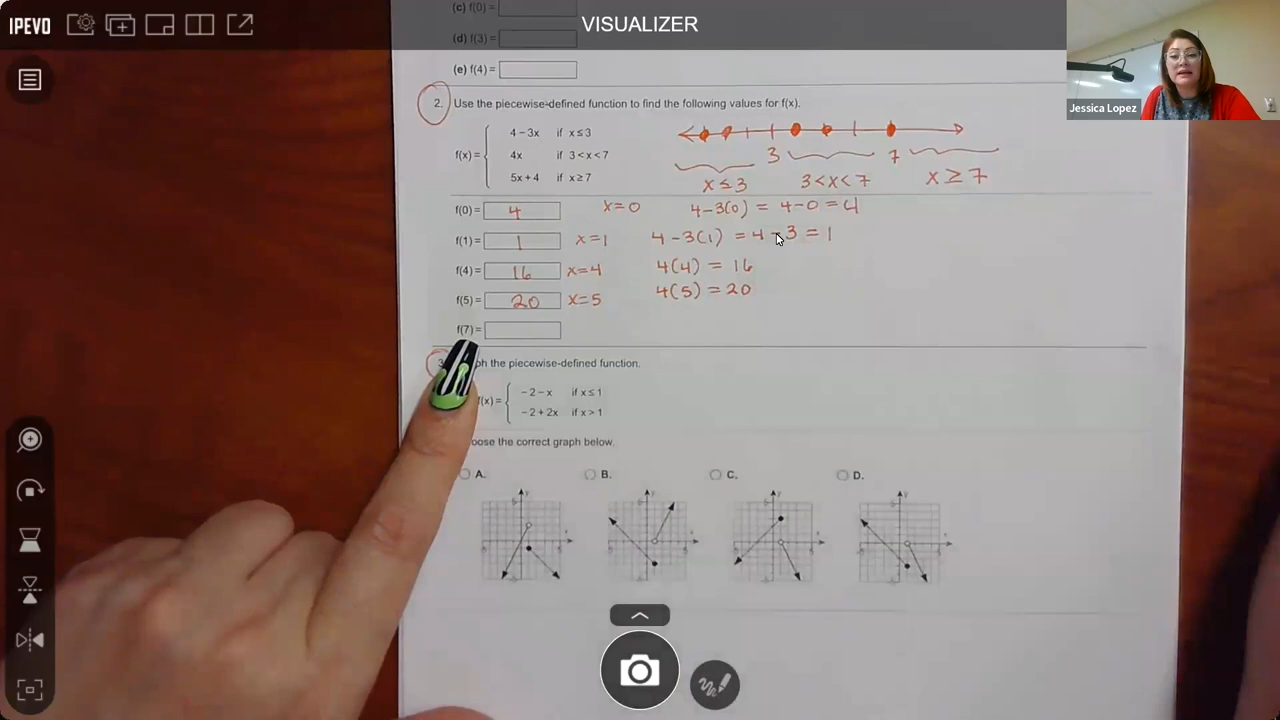 IPEVO
VISUALIZER
Jessica Lopez
(c) f(0) =
(d) f(3) =
(e) f(4) =
2. Use the piecewise-defined function to find the following values for f(x).
4 − 3x if x ≤ 3
f(x) = 4x if 3 < x < 7
5x + 4 if x ≥ 7
3 7
x ≤ 3 3 < x < 7 x ≥ 7
f(0) = 4 x=0 4-3(0) = 4-0 = 4
f(1) = 1 x=1 4-3(1) = 4-3 = 1
f(4) = 16 x=4 4(4) = 16
f(5) = 20 x=5 4(5) = 20
f(7) =
3 ph the piecewise-defined function.
− 2 − x if x ≤ 1
f(x) =
− 2 + 2x if x > 1
oose the correct graph below.
A. B. C. D.
y y y y
x x x x